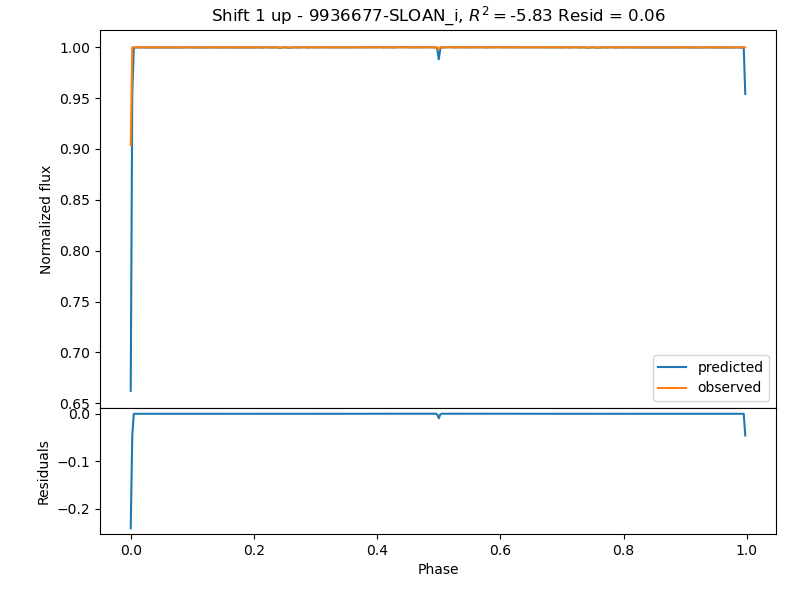 Shift 1 up - 9936677-SLOAN_i, R² = -5.83 Resid = 0.06
1.00
0.95
0.90
0.85
0.80
0.75
0.70
0.65
Normalized flux
predicted
observed
0.0
−0.1
−0.2
Residuals
0.0 0.2 0.4 0.6 0.8 1.0
Phase